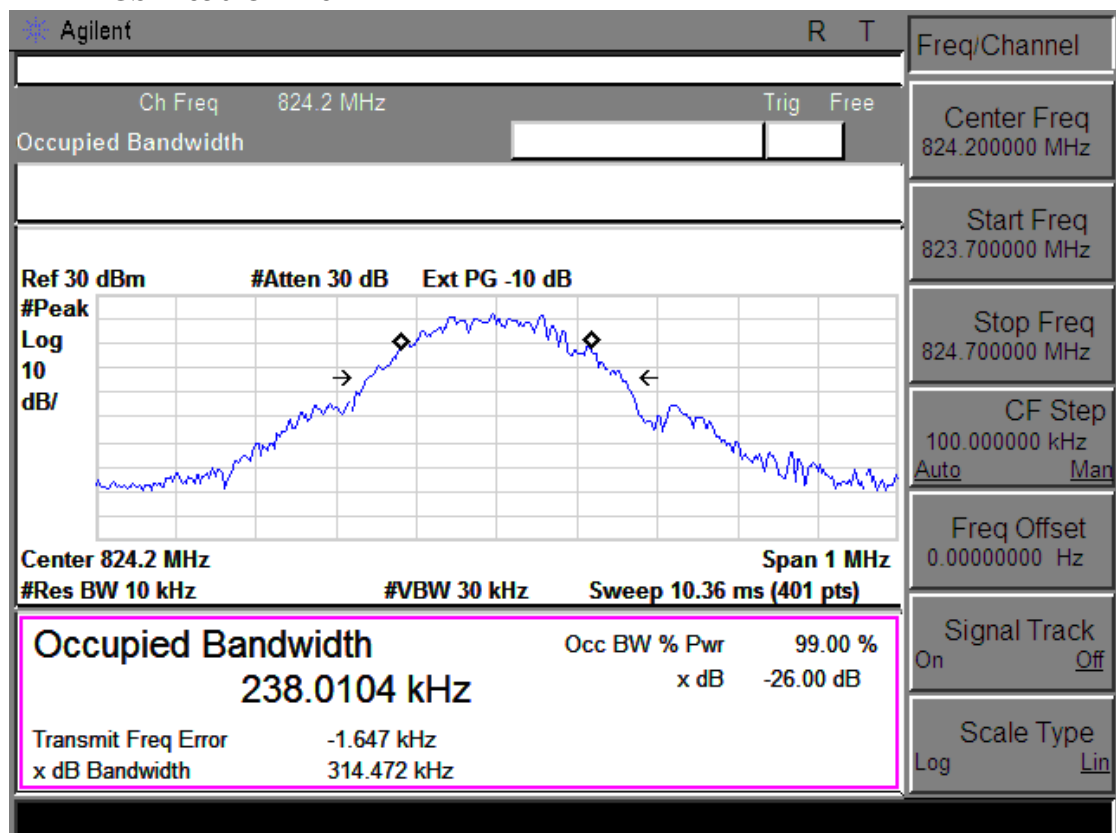 Agilent R T
Ch Freq 824.2 MHz Trig Free
Occupied Bandwidth
Ref 30 dBm #Atten 30 dB Ext PG -10 dB
#Peak
Log
10
dB/
Center 824.2 MHz Span 1 MHz
#Res BW 10 kHz #VBW 30 kHz Sweep 10.36 ms (401 pts)
Occupied Bandwidth Occ BW % Pwr 99.00 %
238.0104 kHz x dB -26.00 dB
Transmit Freq Error -1.647 kHz
x dB Bandwidth 314.472 kHz
Freq/Channel
Center Freq
824.200000 MHz
Start Freq
823.700000 MHz
Stop Freq
824.700000 MHz
CF Step
100.000000 kHz
Auto Man
Freq Offset
0.00000000 Hz
Signal Track
On Off
Scale Type
Log Lin